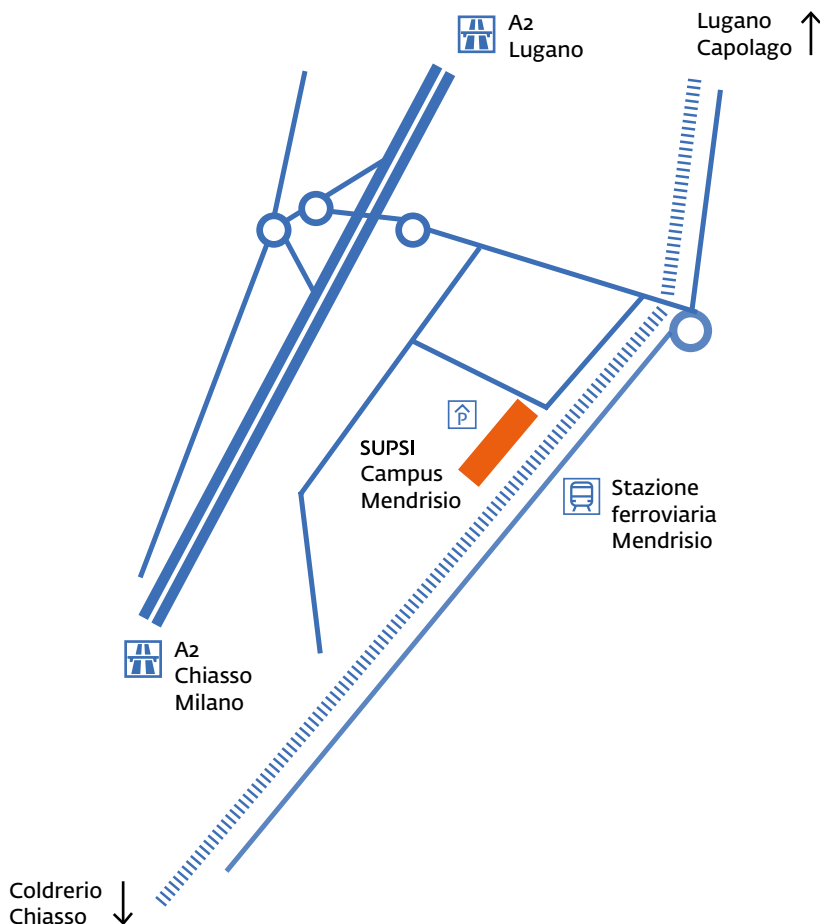 A2
Lugano
Lugano
Capolago
P
SUPSI
Campus
Mendrisio
Stazione
ferroviaria
Mendrisio
A2
Chiasso
Milano
Coldrerio
Chiasso